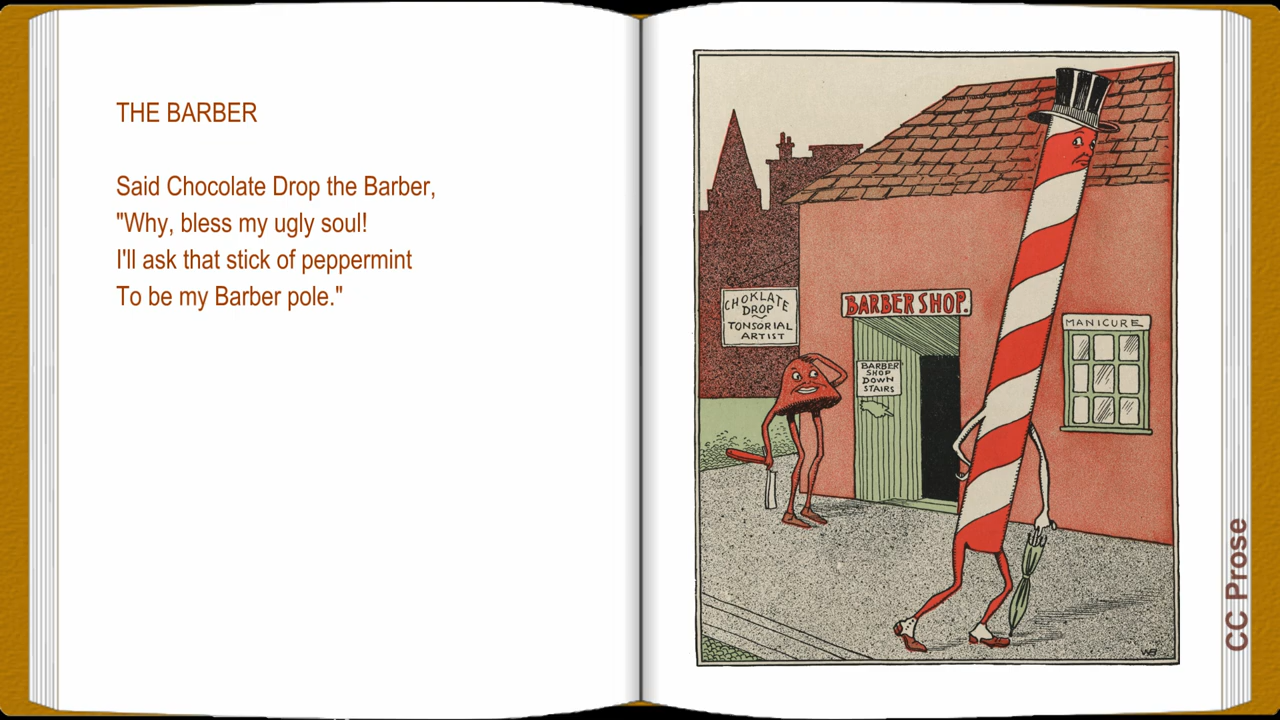 THE BARBER
Said Chocolate Drop the Barber,
"Why, bless my ugly soul!
I'll ask that stick of peppermint
To be my Barber pole."
CHOKLATE
DROP
~
TONSORIAL
ARTIST
BARBER SHOP.
BARBER
SHOP
DOWN
STAIRS
MANICURE
WB
CC Prose